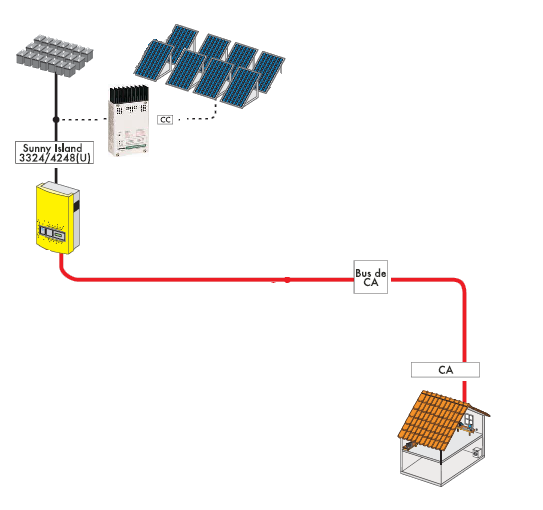 CC
Sunny Island
3324/4248(U)
Bus de
CA
CA